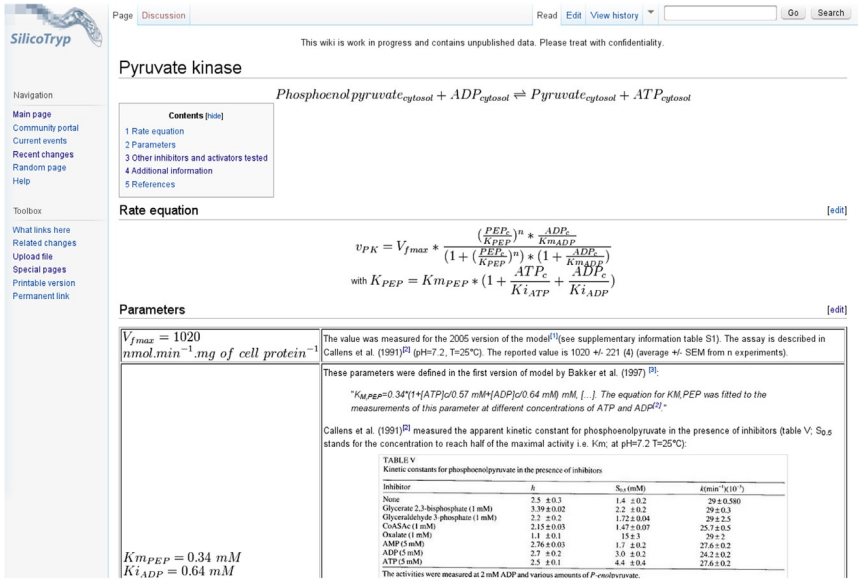 SilicoTryp
Page Discussion
Read Edit View history Go Search
This wiki is work in progress and contains unpublished data. Please treat with confidentiality.
Pyruvate kinase
Phosphoenolpyruvate_cytosol + ADP_cytosol ⇌ Pyruvate_cytosol + ATP_cytosol
Navigation
Main page
Community portal
Current events
Recent changes
Random page
Help
Toolbox
What links here
Related changes
Upload file
Special pages
Printable version
Permanent link
Contents [hide]
1 Rate equation
2 Parameters
3 Other inhibitors and activators tested
4 Additional information
5 References
Rate equation [edit]
v_PK = V_fmax * ((PEP_c/K_PEP)^n * ADP_c/Km_ADP) / ((1 + (PEP_c/K_PEP)^n) * (1 + ADP_c/Km_ADP))
with K_PEP = Km_PEP * (1 + ATP_c/Ki_ATP + ADP_c/Ki_ADP)
Parameters [edit]
V_fmax = 1020
nmol.min^-1.mg of cell protein^-1
The value was measured for the 2005 version of the model[1](see supplementary information table S1). The assay is described in
Callens et al. (1991)[2] (pH=7.2, T=25°C). The reported value is 1020 +/- 221 (4) (average +/- SEM from n experiments).
Km_PEP = 0.34 mM
Ki_ADP = 0.64 mM
These parameters were defined in the first version of model by Bakker et al. (1997) [3]:
"K_M,PEP=0.34*(1+[ATP]c/0.57 mM+[ADP]c/0.64 mM) mM, [...]. The equation for KM,PEP was fitted to the
measurements of this parameter at different concentrations of ATP and ADP[2]."
Callens et al. (1991)[2] measured the apparent kinetic constant for phosphoenolpyruvate in the presence of inhibitors (table V; S0.5
stands for the concentration to reach half of the maximal activity i.e. Km; at pH=7.2 T=25°C):
TABLE V
Kinetic constants for phosphoenolpyruvate in the presence of inhibitors
Inhibitor h S0.5 (mM) k(min⁻¹)(10⁻³)
None 2.5 ±0.3 1.4 ±0.2 29±0.580
Glycerate 2,3-bisphosphate (1 mM) 3.39±0.02 2.2 ±0.2 29±0.3
Glyceraldehyde 3-phosphate (1 mM) 2.2 ±0.2 1.72±0.04 29±2.5
CoASAc (1 mM) 2.15±0.03 1.47±0.07 25.7±0.5
Oxalate (1 mM) 1.1 ±0.1 15±3 29±2
AMP (5 mM) 2.76±0.03 1.7 ±0.2 27.6±0.2
ADP (5 mM) 2.7 ±0.2 3.0 ±0.2 24.2±0.2
ATP (5 mM) 2.5 ±0.1 4.4 ±0.4 27.6±0.2
The activities were measured at 2 mM ADP and various amounts of P-enolpyruvate.